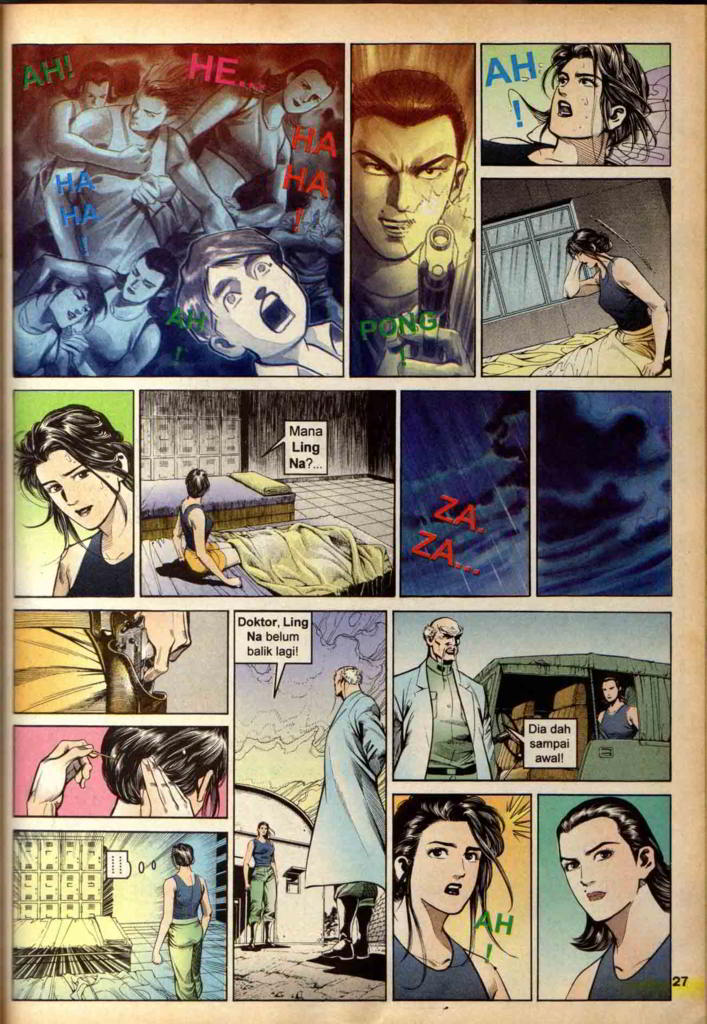 AH!
HE...
HA
HA
!
HA
HA
!
AH
!
PONG
!
AH
!
Mana
Ling
Na?...
ZA..
ZA...
Doktor, Ling
Na belum
balik lagi!
Dia dah
sampai
awal!
......
AH
!
27